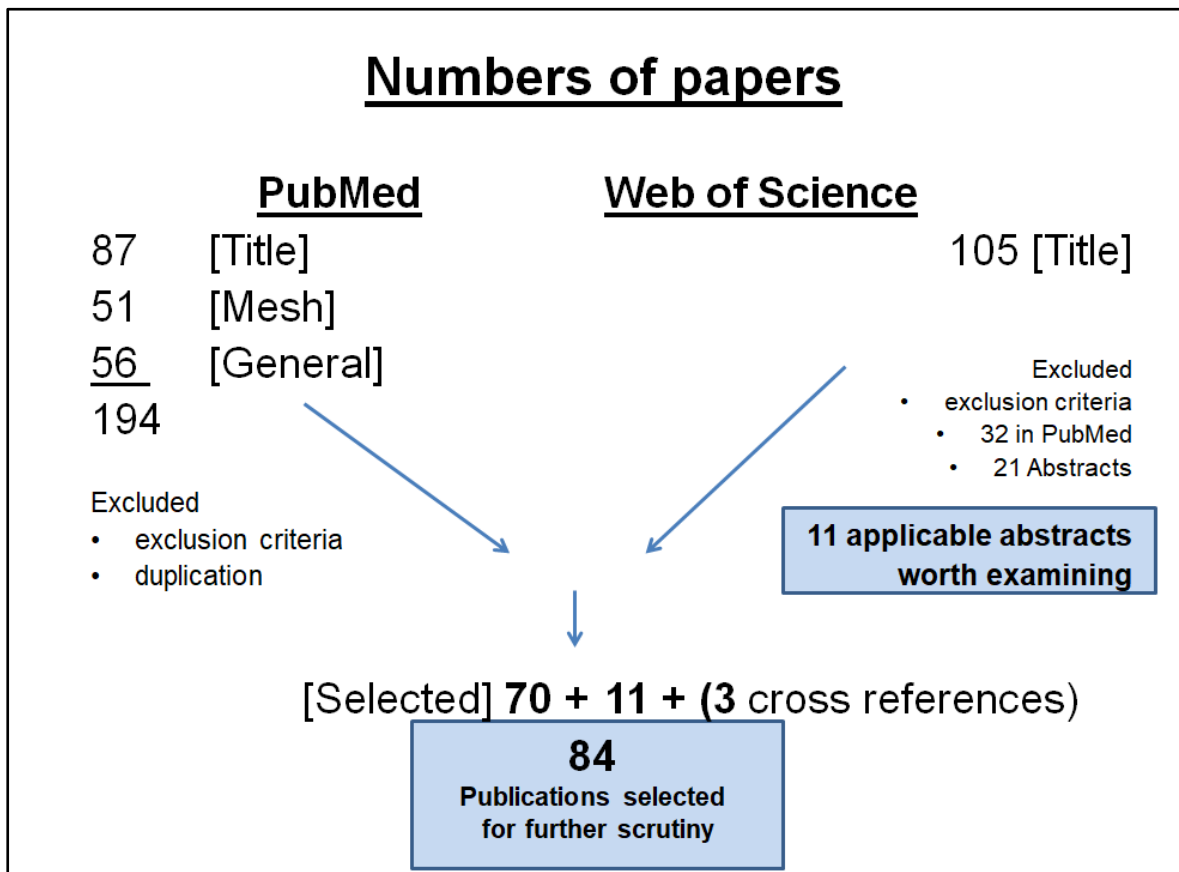 Numbers of papers
PubMed
87 [Title]
51 [Mesh]
56 [General]
194
Excluded
• exclusion criteria
• duplication
Web of Science
105 [Title]
Excluded
• exclusion criteria
• 32 in PubMed
• 21 Abstracts
11 applicable abstracts
worth examining
[Selected] 70 + 11 + (3 cross references)
84
Publications selected
for further scrutiny